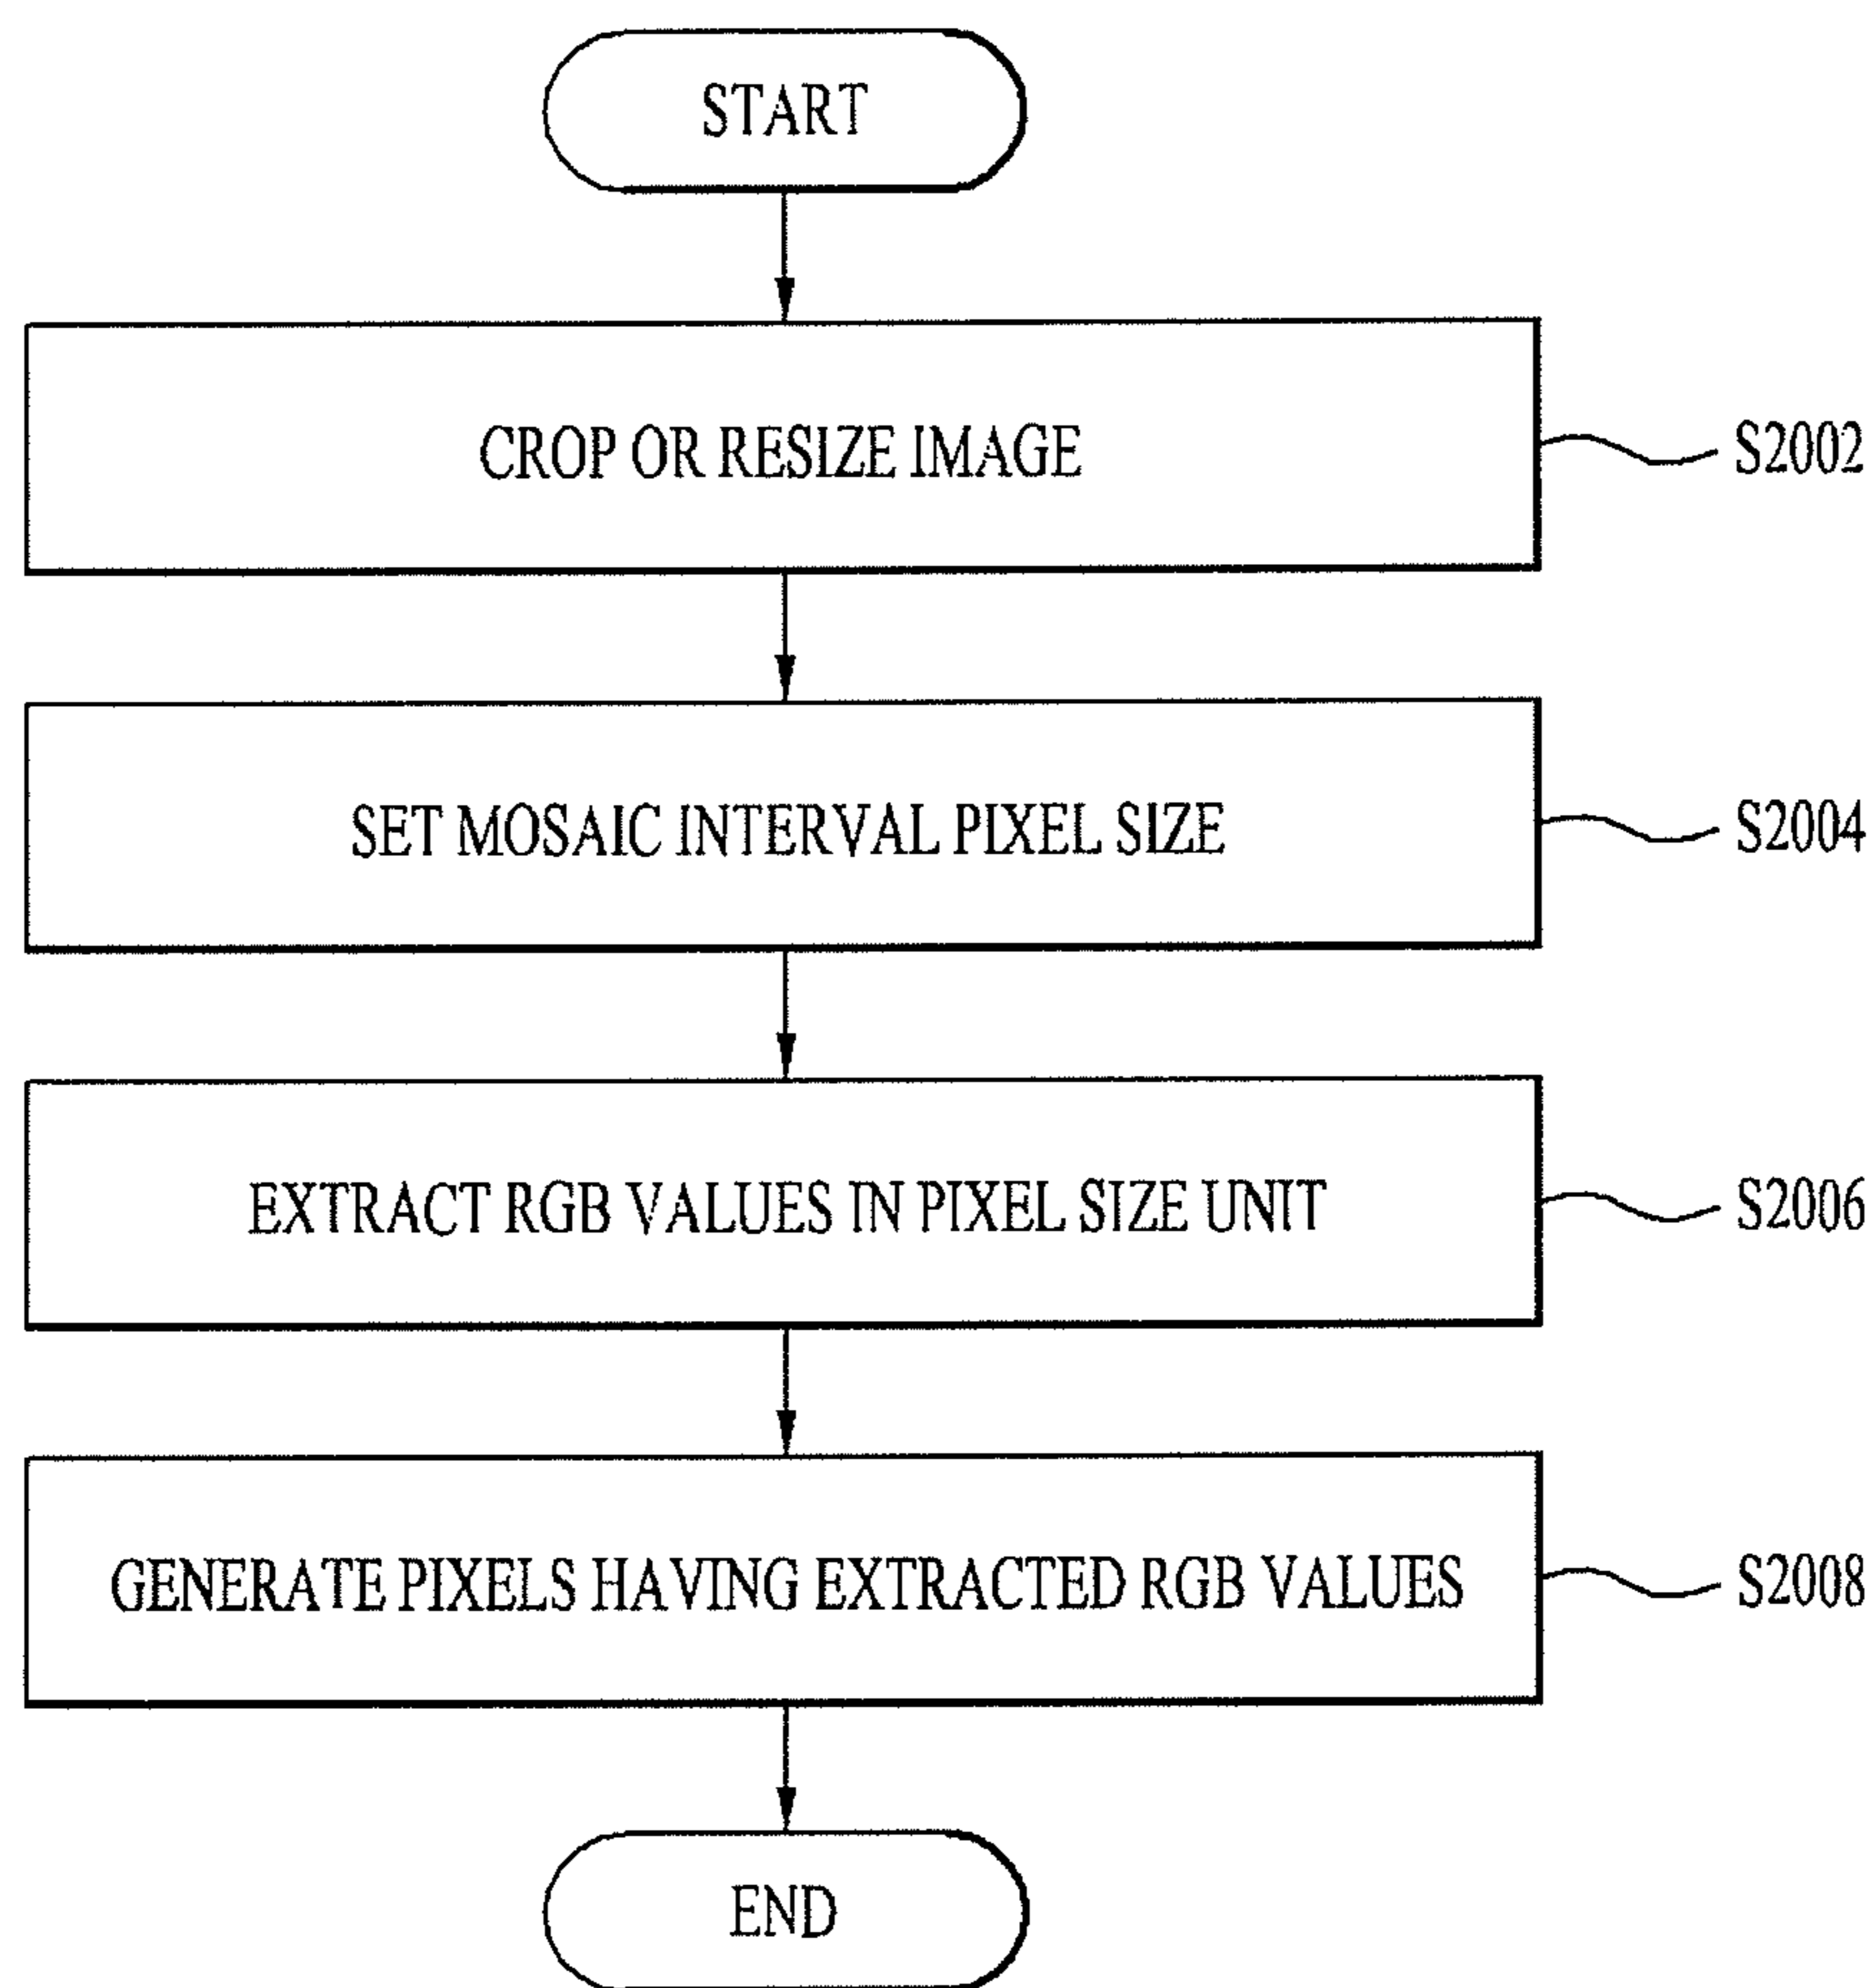 START
CROP OR RESIZE IMAGE
S2002
SET MOSAIC INTERVAL PIXEL SIZE
S2004
EXTRACT RGB VALUES IN PIXEL SIZE UNIT
S2006
GENERATE PIXELS HAVING EXTRACTED RGB VALUES
S2008
END